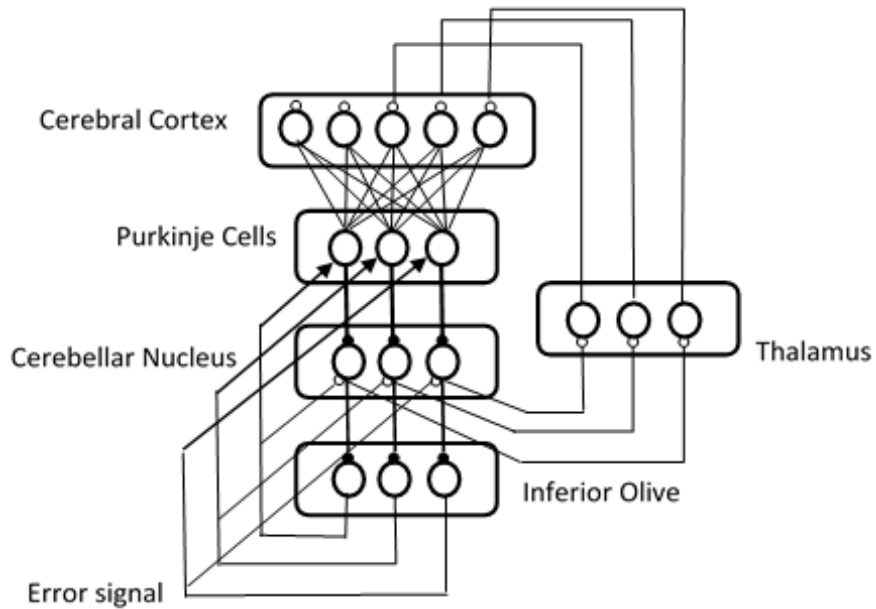 Cerebral Cortex
Purkinje Cells
Cerebellar Nucleus
Thalamus
Inferior Olive
Error signal